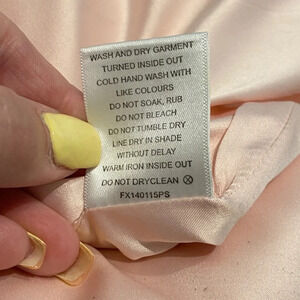 WASH AND DRY GARMENT
TURNED INSIDE OUT
COLD HAND WASH WITH
LIKE COLOURS
DO NOT SOAK, RUB
DO NOT BLEACH
DO NOT TUMBLE DRY
LINE DRY IN SHADE
WITHOUT DELAY
WARM IRON INSIDE OUT
DO NOT DRYCLEAN ⓧ
FX140115PS